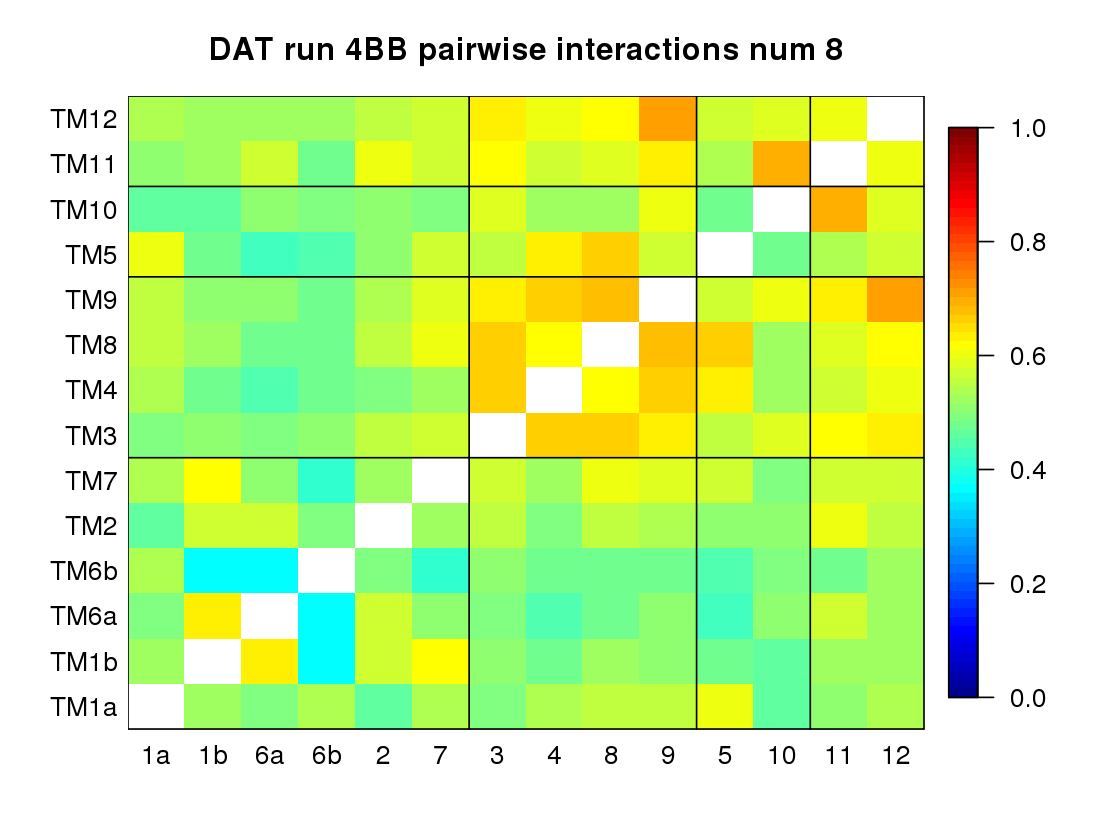 DAT run 4BB pairwise interactions num 8
TM12
TM11
TM10
TM5
TM9
TM8
TM4
TM3
TM7
TM2
TM6b
TM6a
TM1b
TM1a
1a 1b 6a 6b 2 7 3 4 8 9 5 10 11 12
1.0
0.8
0.6
0.4
0.2
0.0